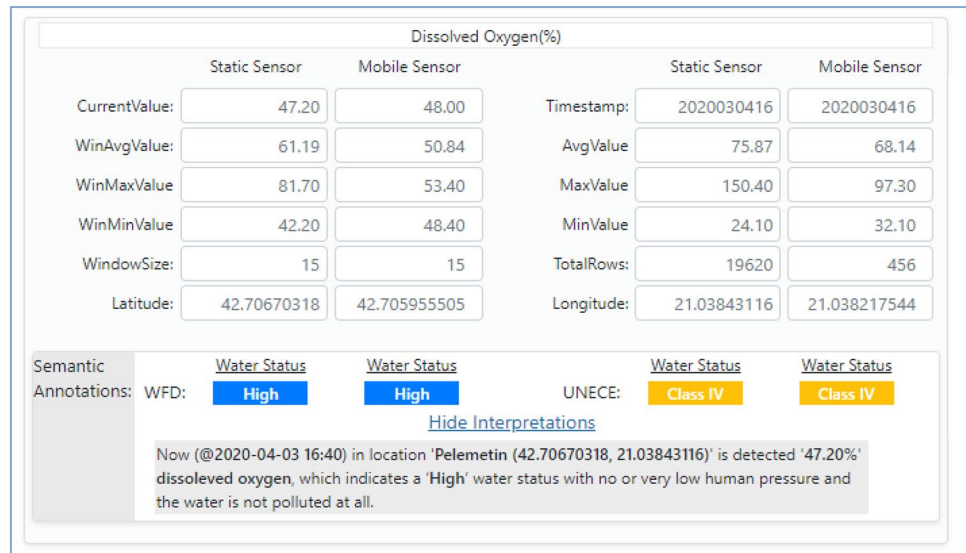 Dissolved Oxygen(%)
Static Sensor Mobile Sensor Static Sensor Mobile Sensor
CurrentValue: 47.20 48.00 Timestamp: 2020030416 2020030416
WinAvgValue: 61.19 50.84 AvgValue 75.87 68.14
WinMaxValue 81.70 53.40 MaxValue 150.40 97.30
WinMinValue 42.20 48.40 MinValue 24.10 32.10
WindowSize: 15 15 TotalRows: 19620 456
Latitude: 42.70670318 42.705955505 Longitude: 21.03843116 21.038217544
Semantic Water Status Water Status Water Status Water Status
Annotations: WFD: High High UNECE: Class IV Class IV
Hide Interpretations
Now (@2020-04-03 16:40) in location 'Pelemetin (42.70670318, 21.03843116)' is detected '47.20%'
dissoleved oxygen, which indicates a 'High' water status with no or very low human pressure and
the water is not polluted at all.